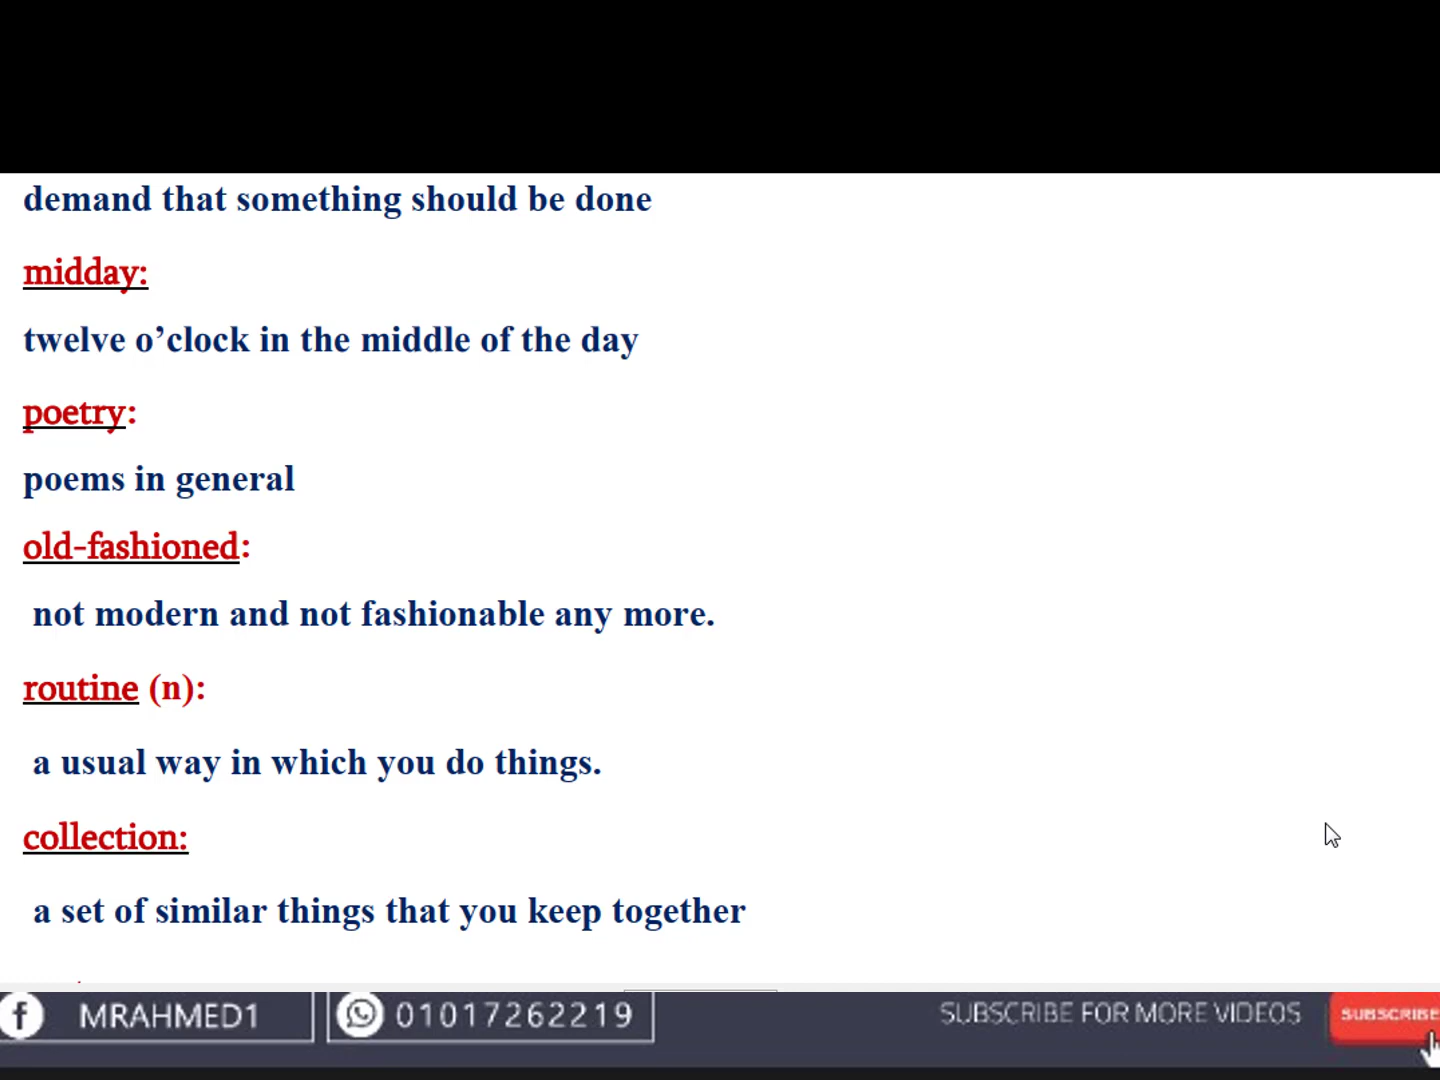 demand that something should be done
midday:
twelve o’clock in the middle of the day
poetry:
poems in general
old-fashioned:
not modern and not fashionable any more.
routine (n):
a usual way in which you do things.
collection:
a set of similar things that you keep together
MRAHMED1
01017262219
SUBSCRIBE FOR MORE VIDEOS
SUBSCRIBE